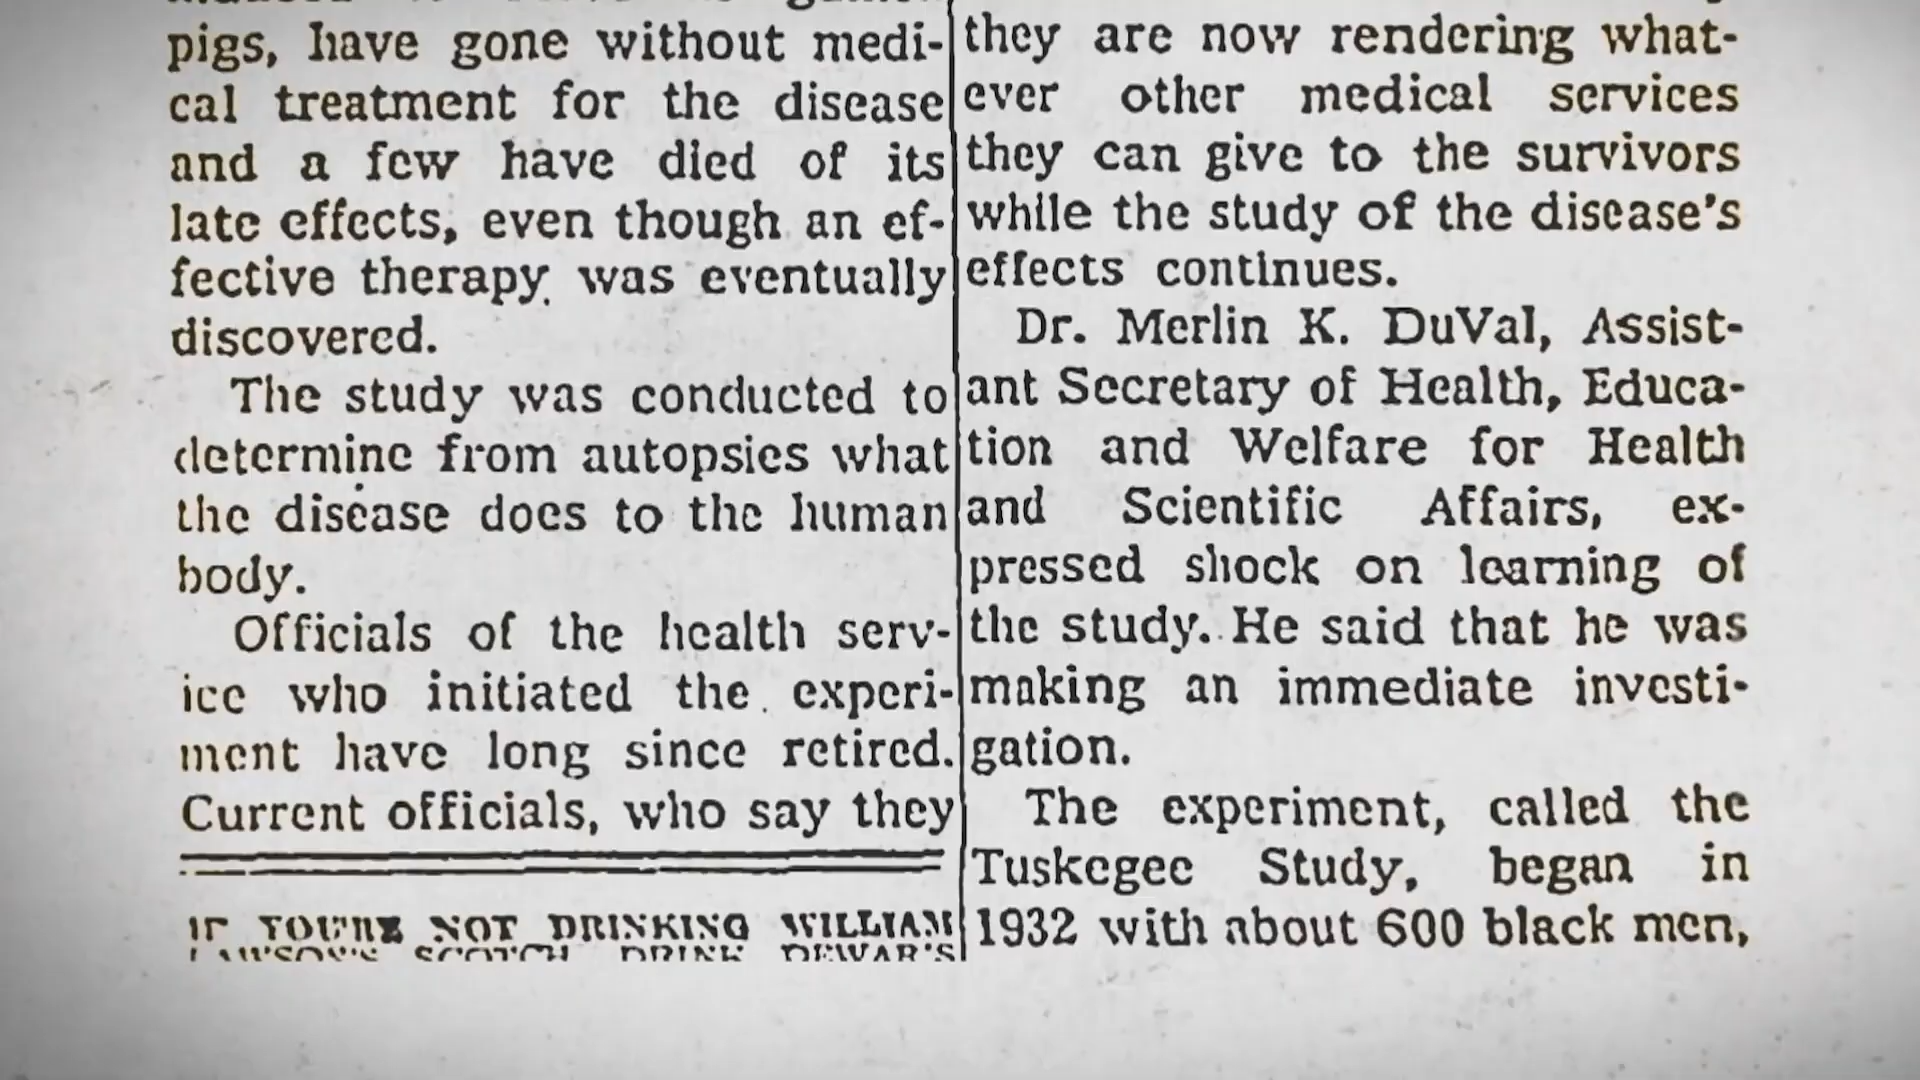 pigs, have gone without medi-
cal treatment for the disease
and a few have died of its
late effects, even though an ef-
fective therapy was eventually
discovered.
The study was conducted to
determine from autopsies what
the disease does to the human
body.
Officials of the health serv-
ice who initiated the experi-
ment have long since retired.
Current officials, who say they
IF YOU'RE NOT DRINKING WILLIAM
LAWSON'S SCOTCH, DRINK DEWAR'S
they are now rendering what-
ever other medical services
they can give to the survivors
while the study of the disease's
effects continues.
Dr. Merlin K. DuVal, Assist-
ant Secretary of Health, Educa-
tion and Welfare for Health
and Scientific Affairs, ex-
pressed shock on learning of
the study. He said that he was
making an immediate investi-
gation.
The experiment, called the
Tuskegee Study, began in
1932 with about 600 black men,